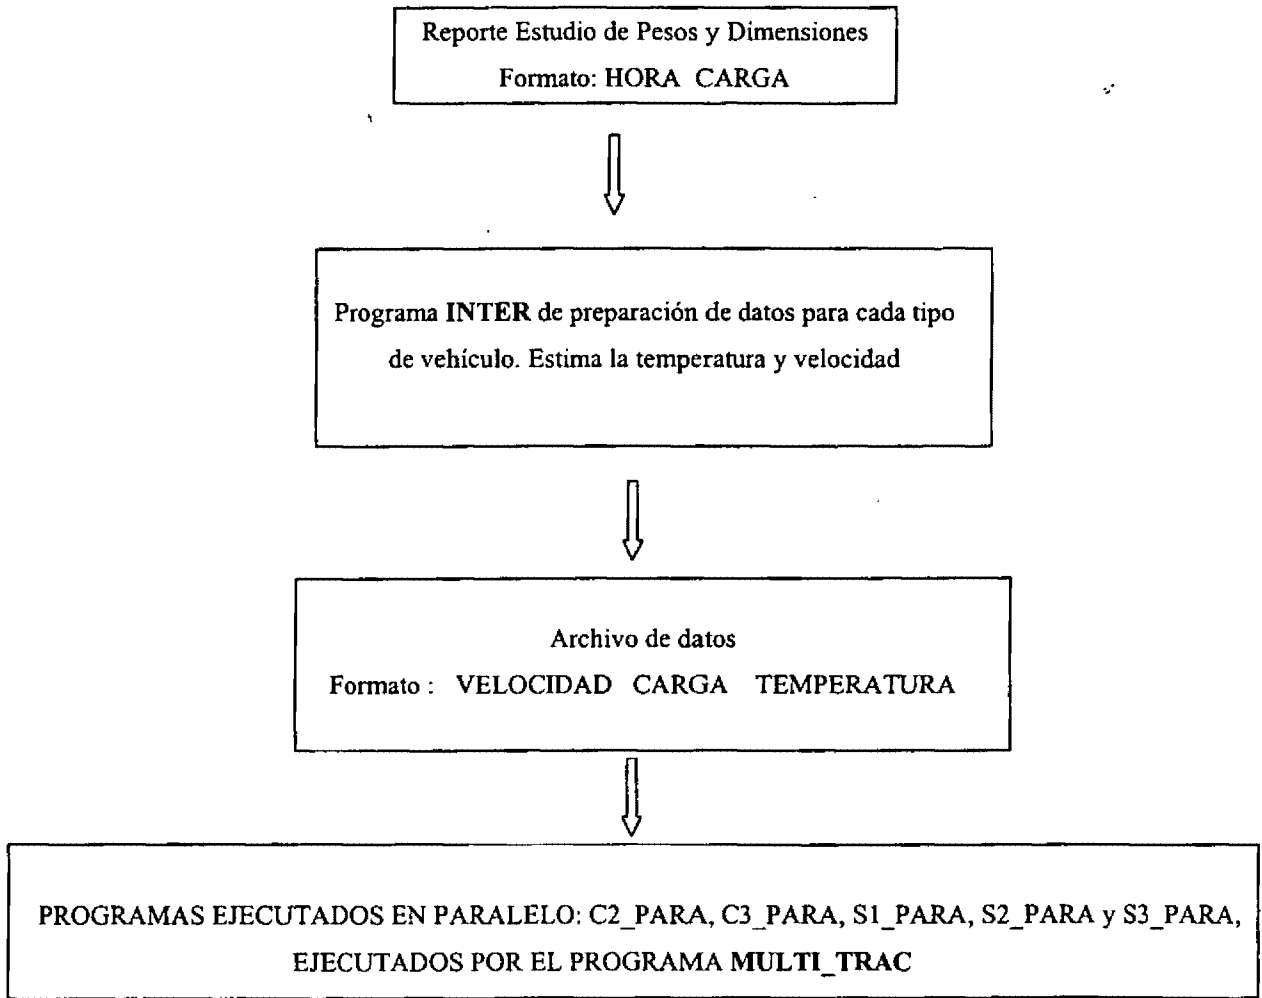 Reporte Estudio de Pesos y Dimensiones
Formato: HORA CARGA
Programa INTER de preparación de datos para cada tipo
de vehículo. Estima la temperatura y velocidad
Archivo de datos
Formato : VELOCIDAD CARGA TEMPERATURA
PROGRAMAS EJECUTADOS EN PARALELO: C2_PARA, C3_PARA, S1_PARA, S2_PARA y S3_PARA,
EJECUTADOS POR EL PROGRAMA MULTI_TRAC